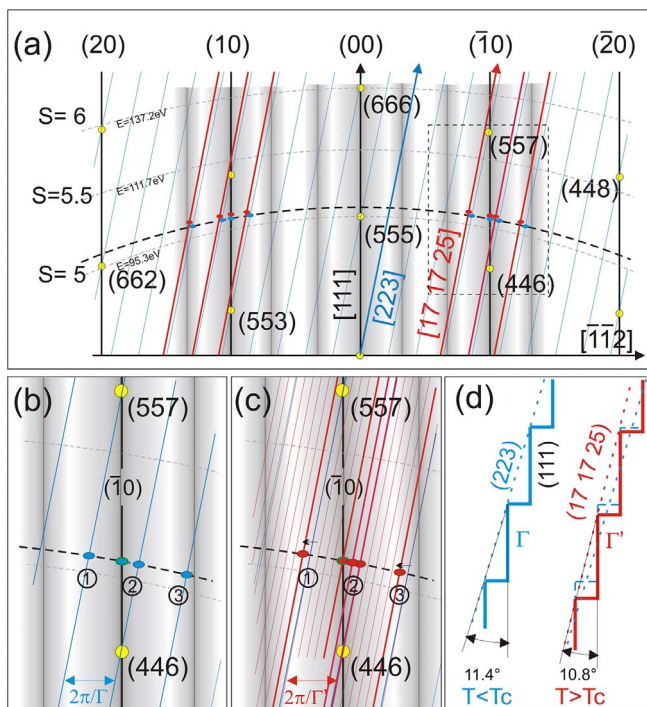 (a)
(20) (10) (00) (1̄0) (2̄0)
S= 6
E=137.2eV
(666)
(557)
S=5.5
E=111.7eV
(448)
(555)
S= 5
E=95.3eV
(662)
(446)
(553)
[111]
[223]
[17 17 25]
[1̄1̄2]
(b)
(557)
(1̄0)
1
2
3
(446)
2π/Γ
(c)
(557)
(1̄0)
1
2
3
(446)
2π/Γ'
(d)
(223)
(111)
(17 17 25)
Γ
Γ'
11.4° 10.8°
T<Tc T>Tc